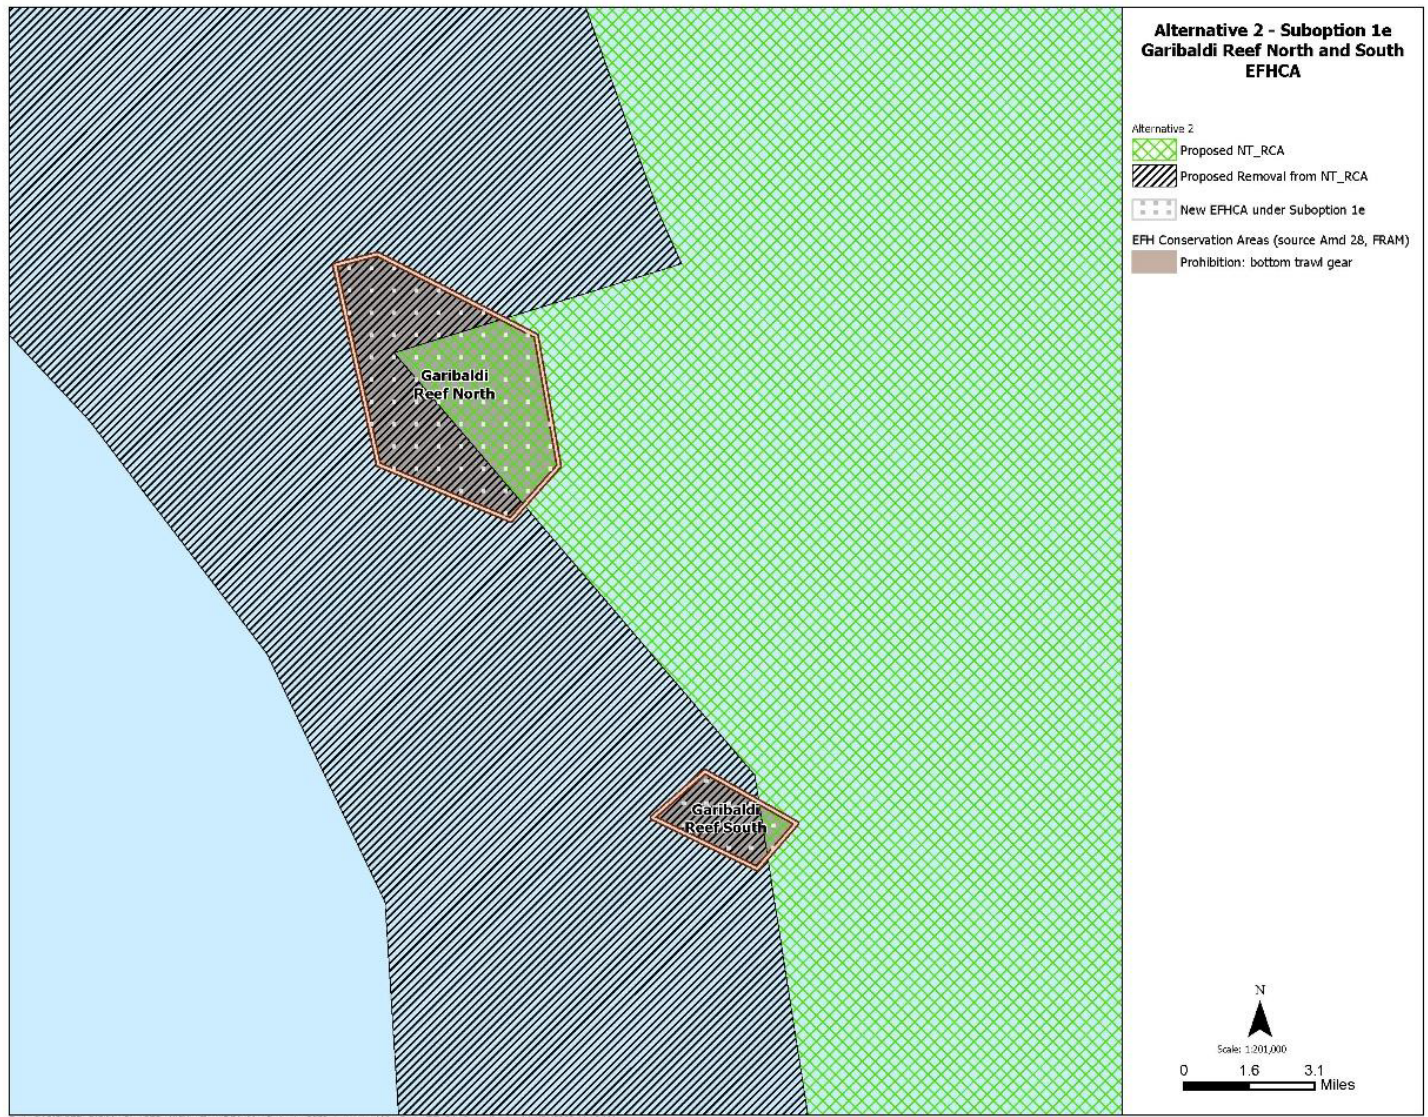 Alternative 2 - Suboption 1e
Garibaldi Reef North and South
EFHCA
Alternative 2
Proposed NT_RCA
Proposed Removal from NT_RCA
New EFHCA under Suboption 1e
EFH Conservation Areas (source Amd 28, FRAM)
Prohibition: bottom trawl gear
Garibaldi
Reef North
Garibaldi
Reef South
N
Scale: 1:201,000
0 1.6 3.1
Miles